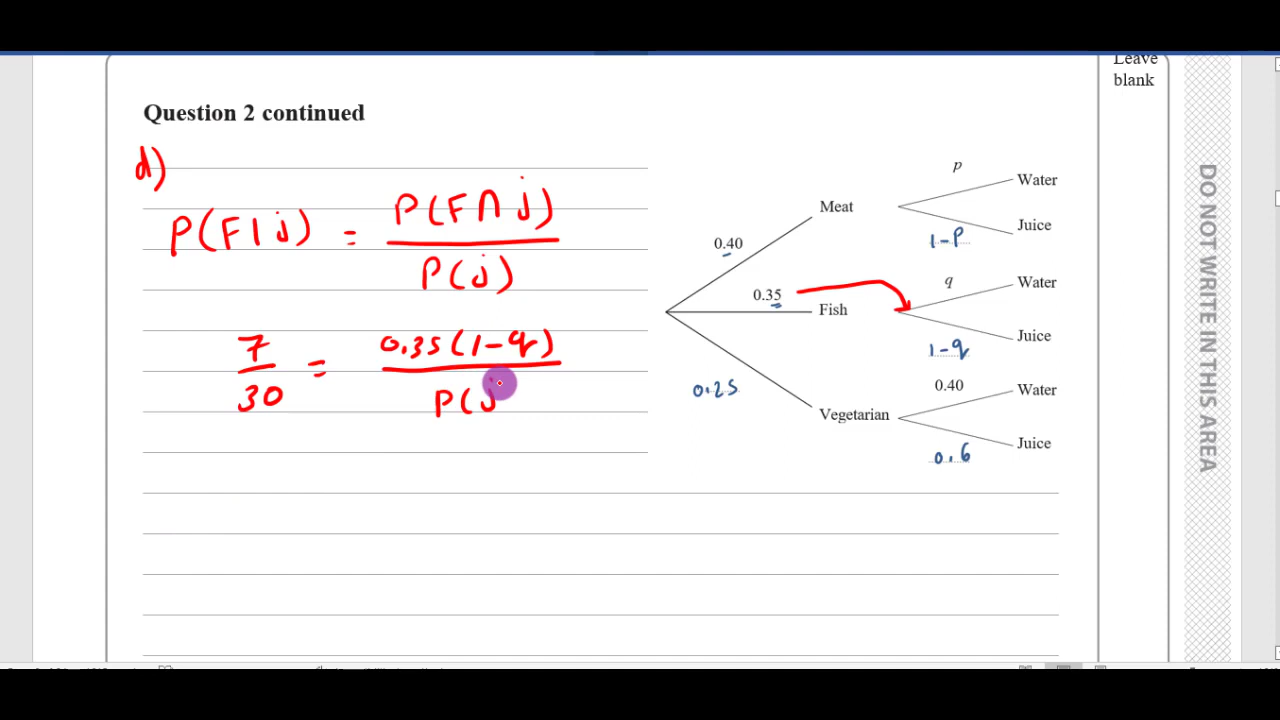 Leave
blank
Question 2 continued
d)
P(F|j) = P(F∩j)
P(j)
7/30 = 0.35(1-q)
P(j
p
Water
Meat
0.40
Juice
1-P
q
Water
0.35
Fish
Juice
1-q
0.40
0.25
Water
Vegetarian
Juice
0.6
DO NOT WRITE IN THIS AREA